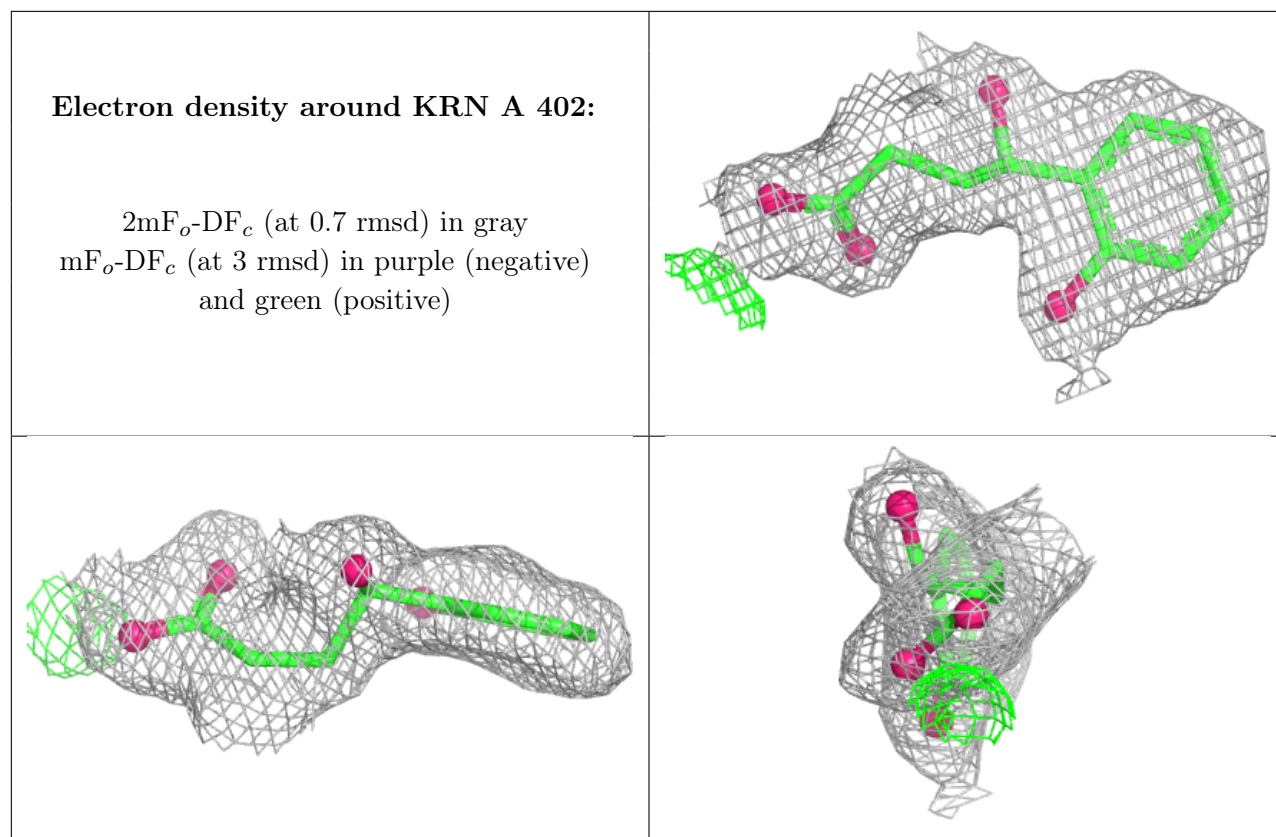 Electron density around KRN A 402:
2mFo-DFc (at 0.7 rmsd) in gray
mFo-DFc (at 3 rmsd) in purple (negative)
and green (positive)